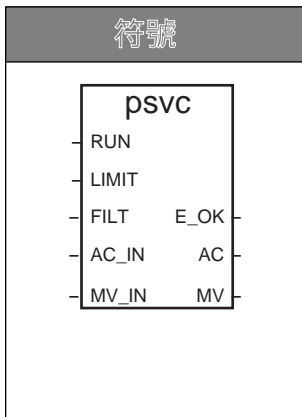 符號
psvc
RUN
LIMIT
FILT E_OK
AC_IN AC
MV_IN MV